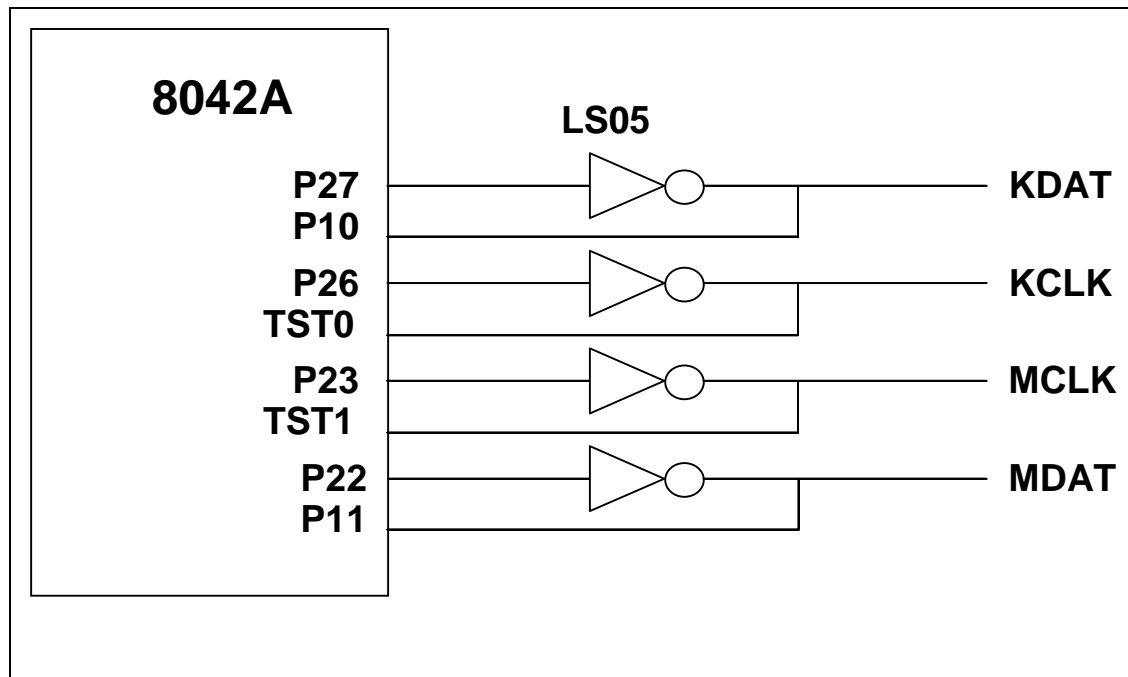 8042A
LS05
P27
KDAT
P10
P26
KCLK
TST0
P23
MCLK
TST1
P22
MDAT
P11